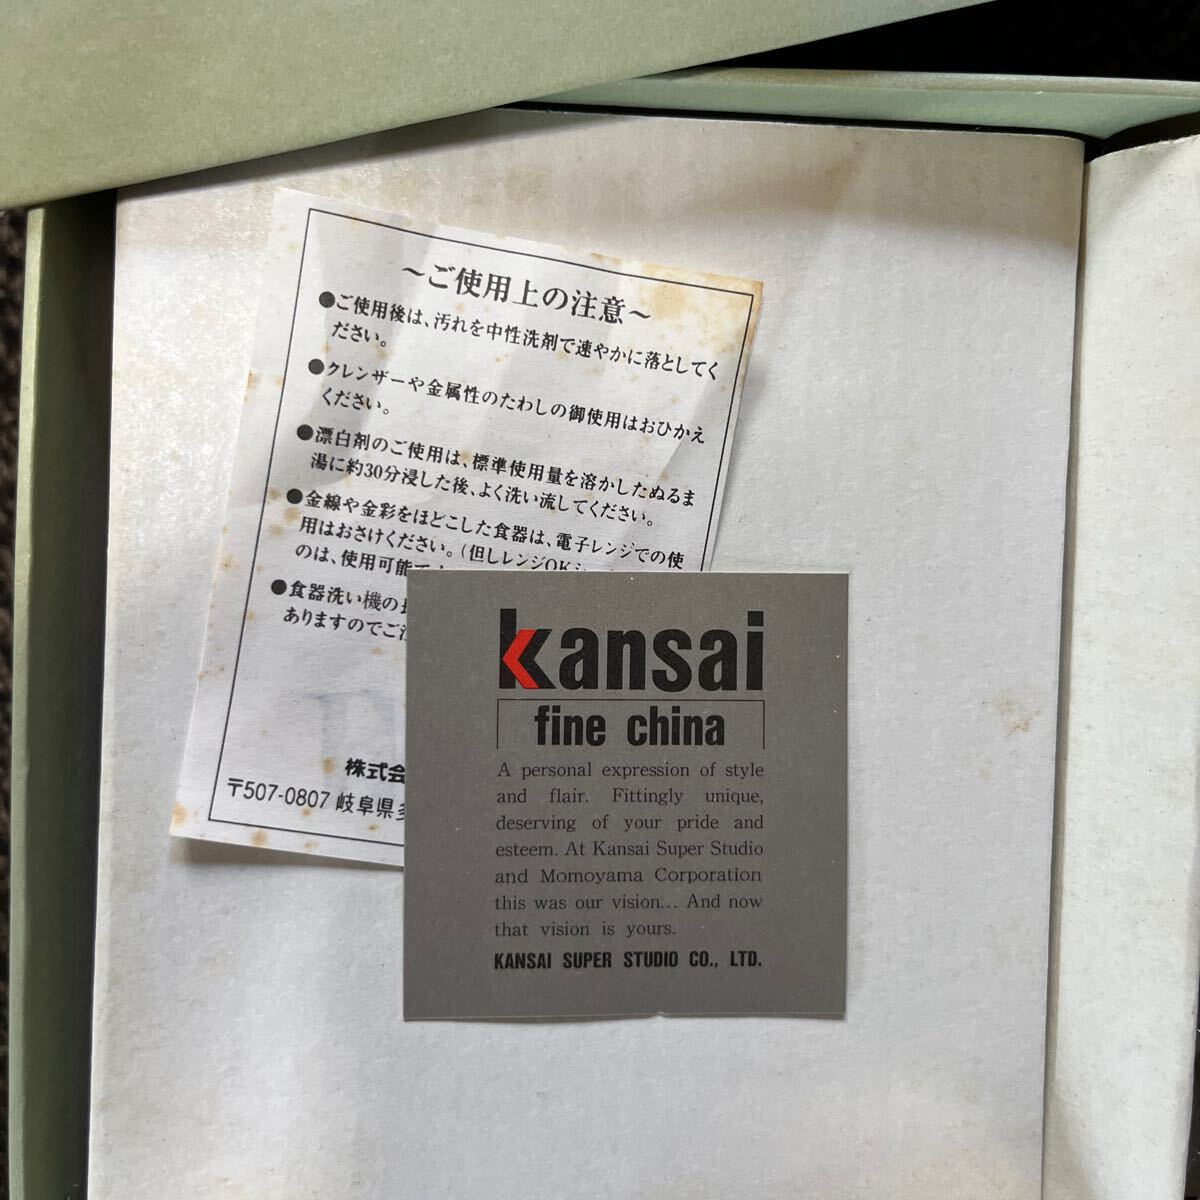 ～ご使用上の注意～
●ご使用後は、汚れを中性洗剤で速やかに落としてく
ださい。
●クレンザーや金属性のたわしの御使用はおひかえ
ください。
●漂白剤のご使用は、標準使用量を溶かしたぬるま
湯に約30分浸した後、よく洗い流してください。
●金線や金彩をほどこした食器は、電子レンジでの使
用はおさけください。(但しレンジOK
のは、使用可能
●食器洗い機の
ありますのでご
株式会
〒507-0807 岐阜県
kansai
fine china
A personal expression of style
and flair. Fittingly unique,
deserving of your pride and
esteem. At Kansai Super Studio
and Momoyama Corporation
this was our vision... And now
that vision is yours.
KANSAI SUPER STUDIO CO., LTD.